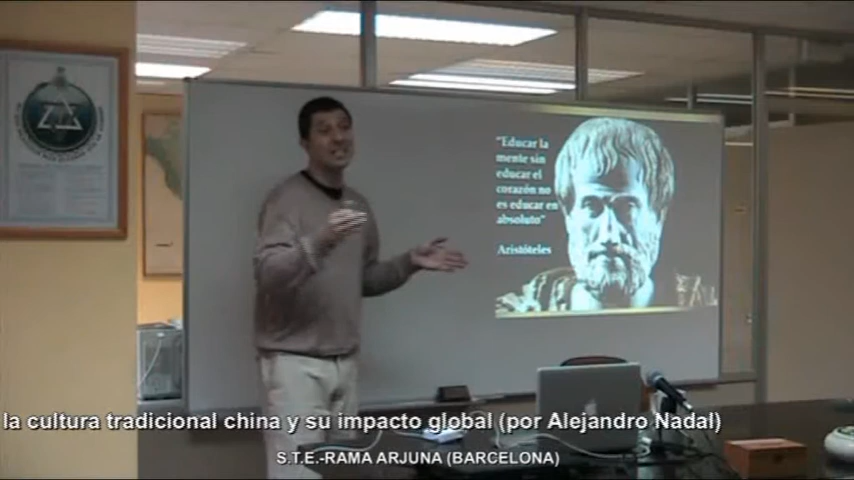 "Educar la
mente sin
educar el
corazón no
es educar en
absoluto"
Aristóteles
la cultura tradicional china y su impacto global (por Alejandro Nadal)
S.T.E.-RAMA ARJUNA (BARCELONA)